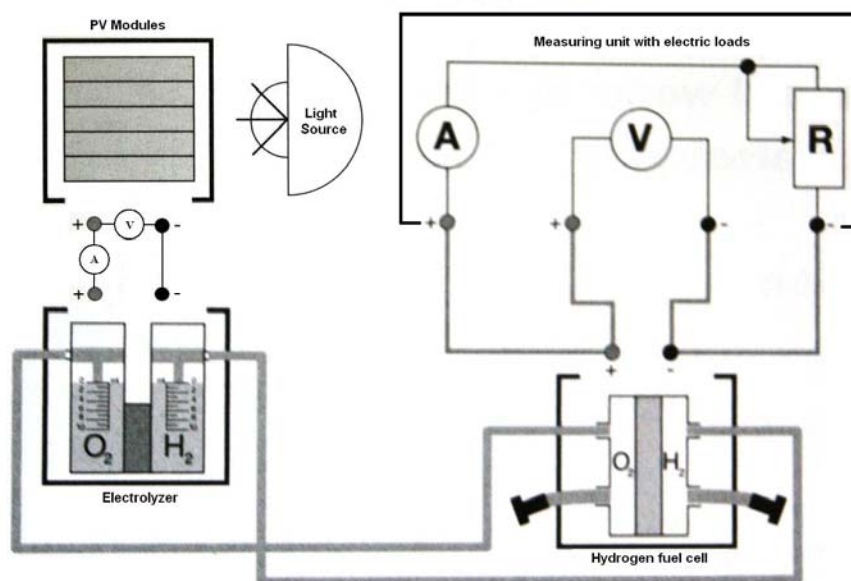 PV Modules
Measuring unit with electric loads
Light
Source
A
V
R
+
+
-
-
+
V
-
A
+
-
+
-
O2
H2
O2
H2
Electrolyzer
Hydrogen fuel cell